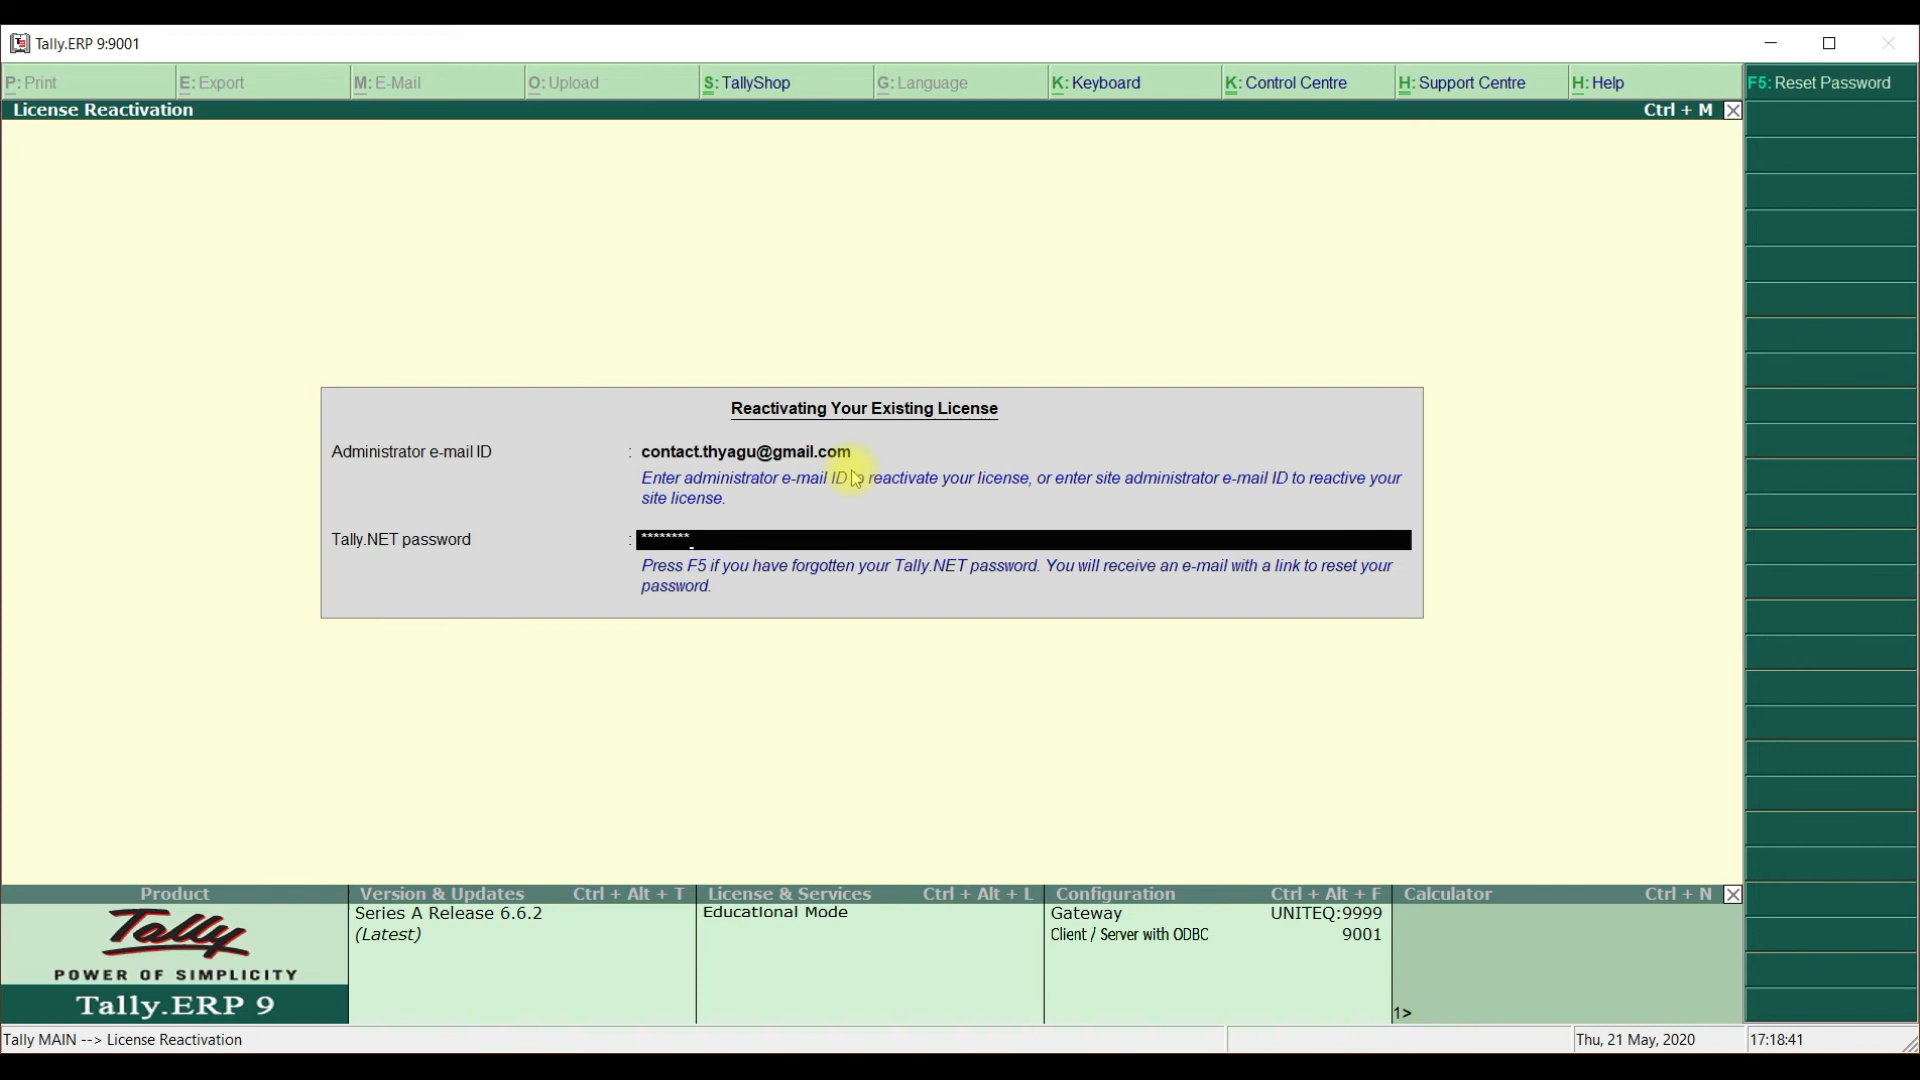 Tally.ERP 9:9001
P: Print E: Export M: E-Mail O: Upload S: TallyShop G: Language K: Keyboard K: Control Centre H: Support Centre H: Help F5: Reset Password
License Reactivation Ctrl + M
Reactivating Your Existing License
Administrator e-mail ID : contact.thyagu@gmail.com
Enter administrator e-mail ID to reactivate your license, or enter site administrator e-mail ID to reactive your
site license.
Tally.NET password : ********
Press F5 if you have forgotten your Tally.NET password. You will receive an e-mail with a link to reset your
password.
Product Version & Updates Ctrl + Alt + T License & Services Ctrl + Alt + L Configuration Ctrl + Alt + F Calculator Ctrl + N
Series A Release 6.6.2 Educational Mode Gateway UNITEQ:9999
(Latest) Client / Server with ODBC 9001
Tally
POWER OF SIMPLICITY
Tally.ERP 9
1>
Tally MAIN --> License Reactivation Thu, 21 May, 2020 17:18:41